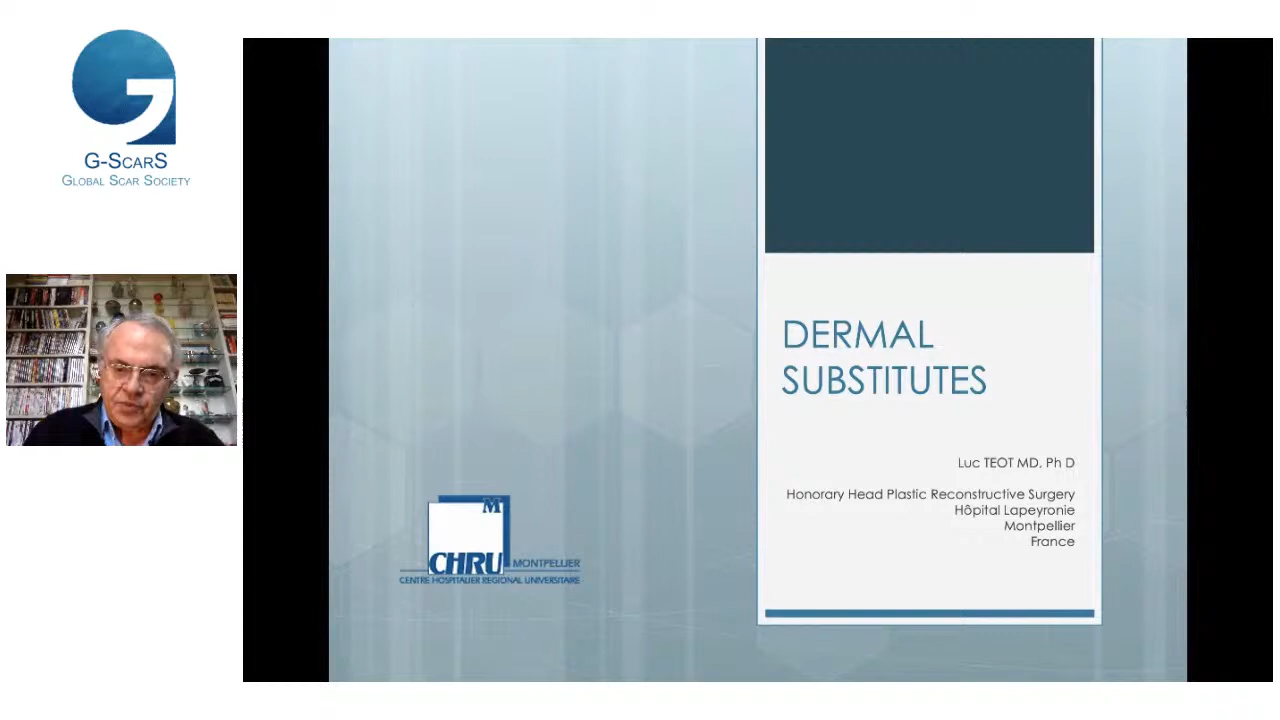 G-SCARS
GLOBAL SCAR SOCIETY
DERMAL
SUBSTITUTES
Luc TEOT MD, Ph D
Honorary Head Plastic Reconstructive Surgery
Hôpital Lapeyronie
Montpellier
France
M
CHRU MONTPELLIER
CENTRE HOSPITALIER REGIONAL UNIVERSITAIRE